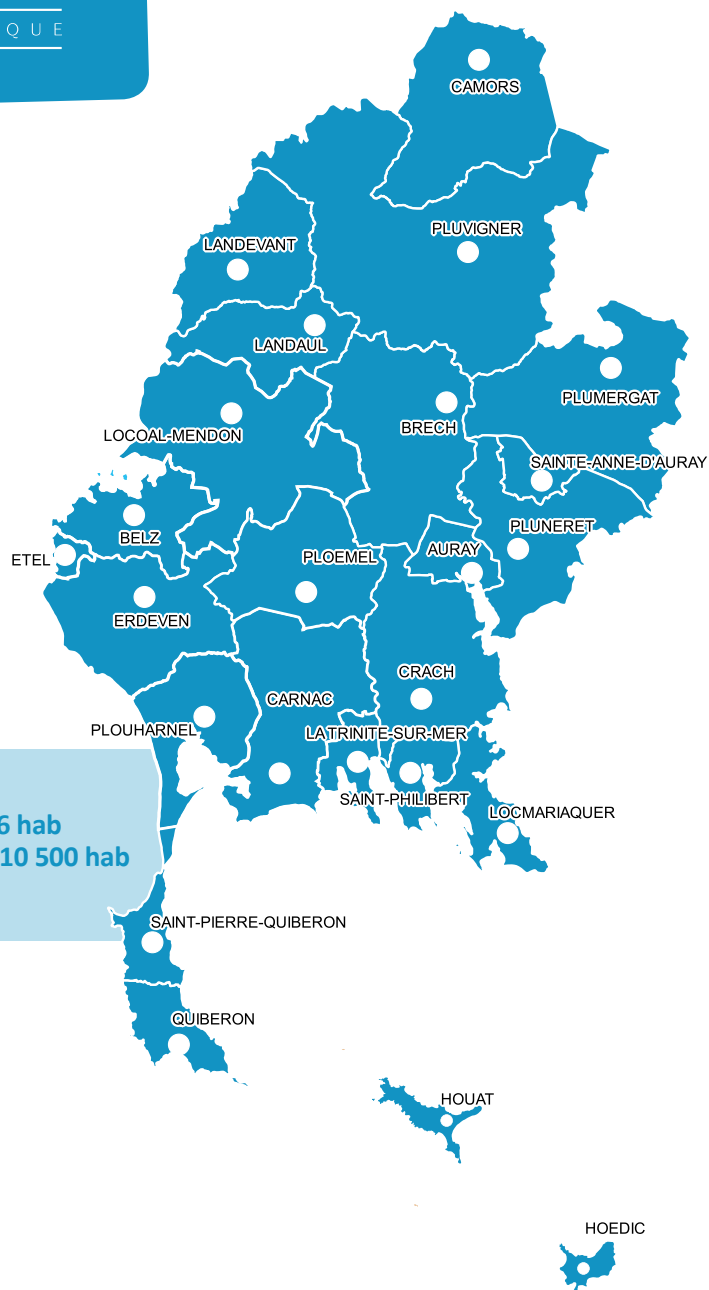 Q U E
CAMORS
PLUVIGNER
LANDEVANT
LANDAUL
PLUMERGAT
BRECH
LOCOAL-MENDON
SAINTE-ANNE-D'AURAY
PLUNERET
BELZ
AURAY
PLOEMEL
ETEL
ERDEVEN
CRACH
CARNAC
PLOUHARNEL
LA TRINITE-SUR-MER
SAINT-PHILIBERT
LOCMARIAQUER
6 hab
10 500 hab
SAINT-PIERRE-QUIBERON
QUIBERON
HOUAT
HOEDIC